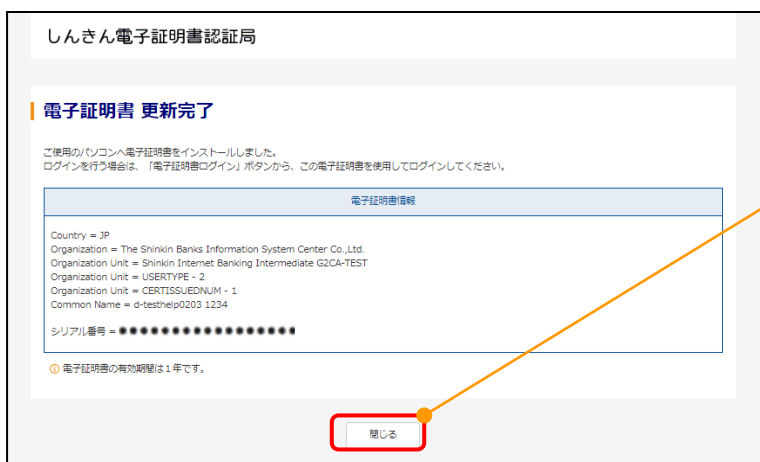 しんきん電子証明書認証局
電子証明書 更新完了
ご使用のパソコンへ電子証明書をインストールしました。
ログインを行う場合は、「電子証明書ログイン」ボタンから、この電子証明書を使用してログインしてください。
電子証明書情報
Country = JP
Organization = The Shinkin Banks Information System Center Co.,Ltd.
Organization Unit = Shinkin Internet Banking Intermediate G2CA-TEST
Organization Unit = USERTYPE - 2
Organization Unit = CERTISSUEDNUM - 1
Common Name = d-testhelp0203 1234
シリアル番号 = ●●●●●●●●●●●●●●●●●
電子証明書の有効期間は1年です。
閉じる